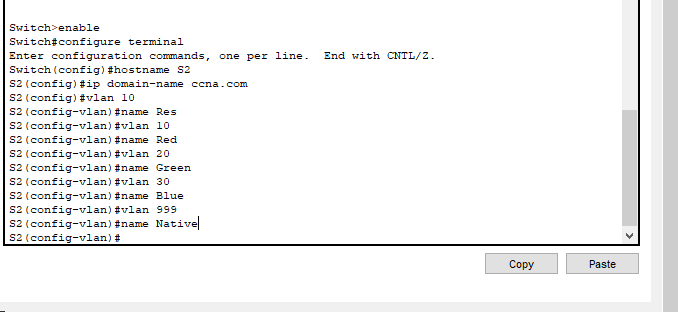 Switch>enable
Switch#configure terminal
Enter configuration commands, one per line.  End with CNTL/Z.
Switch(config)#hostname S2
S2(config)#ip domain-name ccna.com
S2(config)#vlan 10
S2(config-vlan)#name Res
S2(config-vlan)#vlan 10
S2(config-vlan)#name Red
S2(config-vlan)#vlan 20
S2(config-vlan)#name Green
S2(config-vlan)#vlan 30
S2(config-vlan)#name Blue
S2(config-vlan)#vlan 999
S2(config-vlan)#name Native
S2(config-vlan)#
Copy
Paste